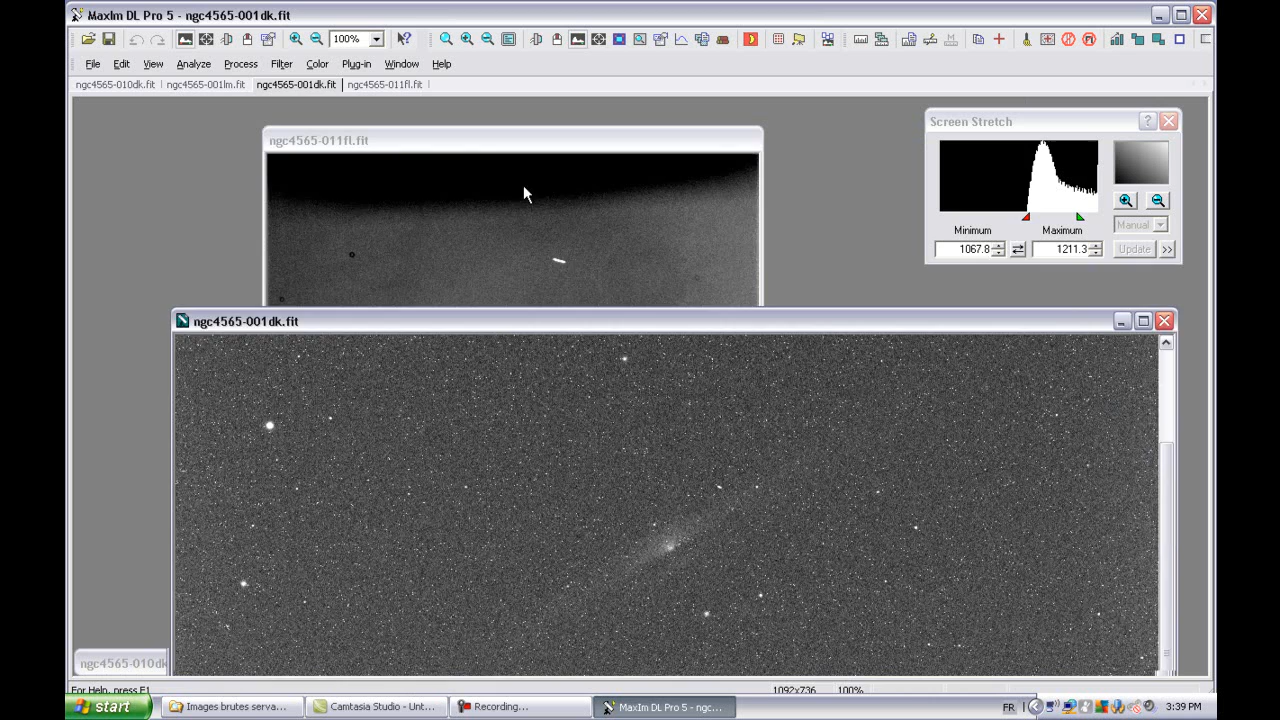 MaxIm DL Pro 5 - ngc4565-001dk.fit
100%
File Edit View Analyze Process Filter Color Plug-in Window Help
ngc4565-010dk.fit ngc4565-001lm.fit ngc4565-001dk.fit ngc4565-011fl.fit
Screen Stretch
ngc4565-011fl.fit
Minimum Maximum
Manual
1067.8 1211.3 Update >>
ngc4565-001dk.fit
ngc4565-010dk
For Help, press F1 1092x736 100%
start Images brutes serva... Camtasia Studio - Unt... Recording... MaxIm DL Pro 5 - ngc... FR 3:39 PM